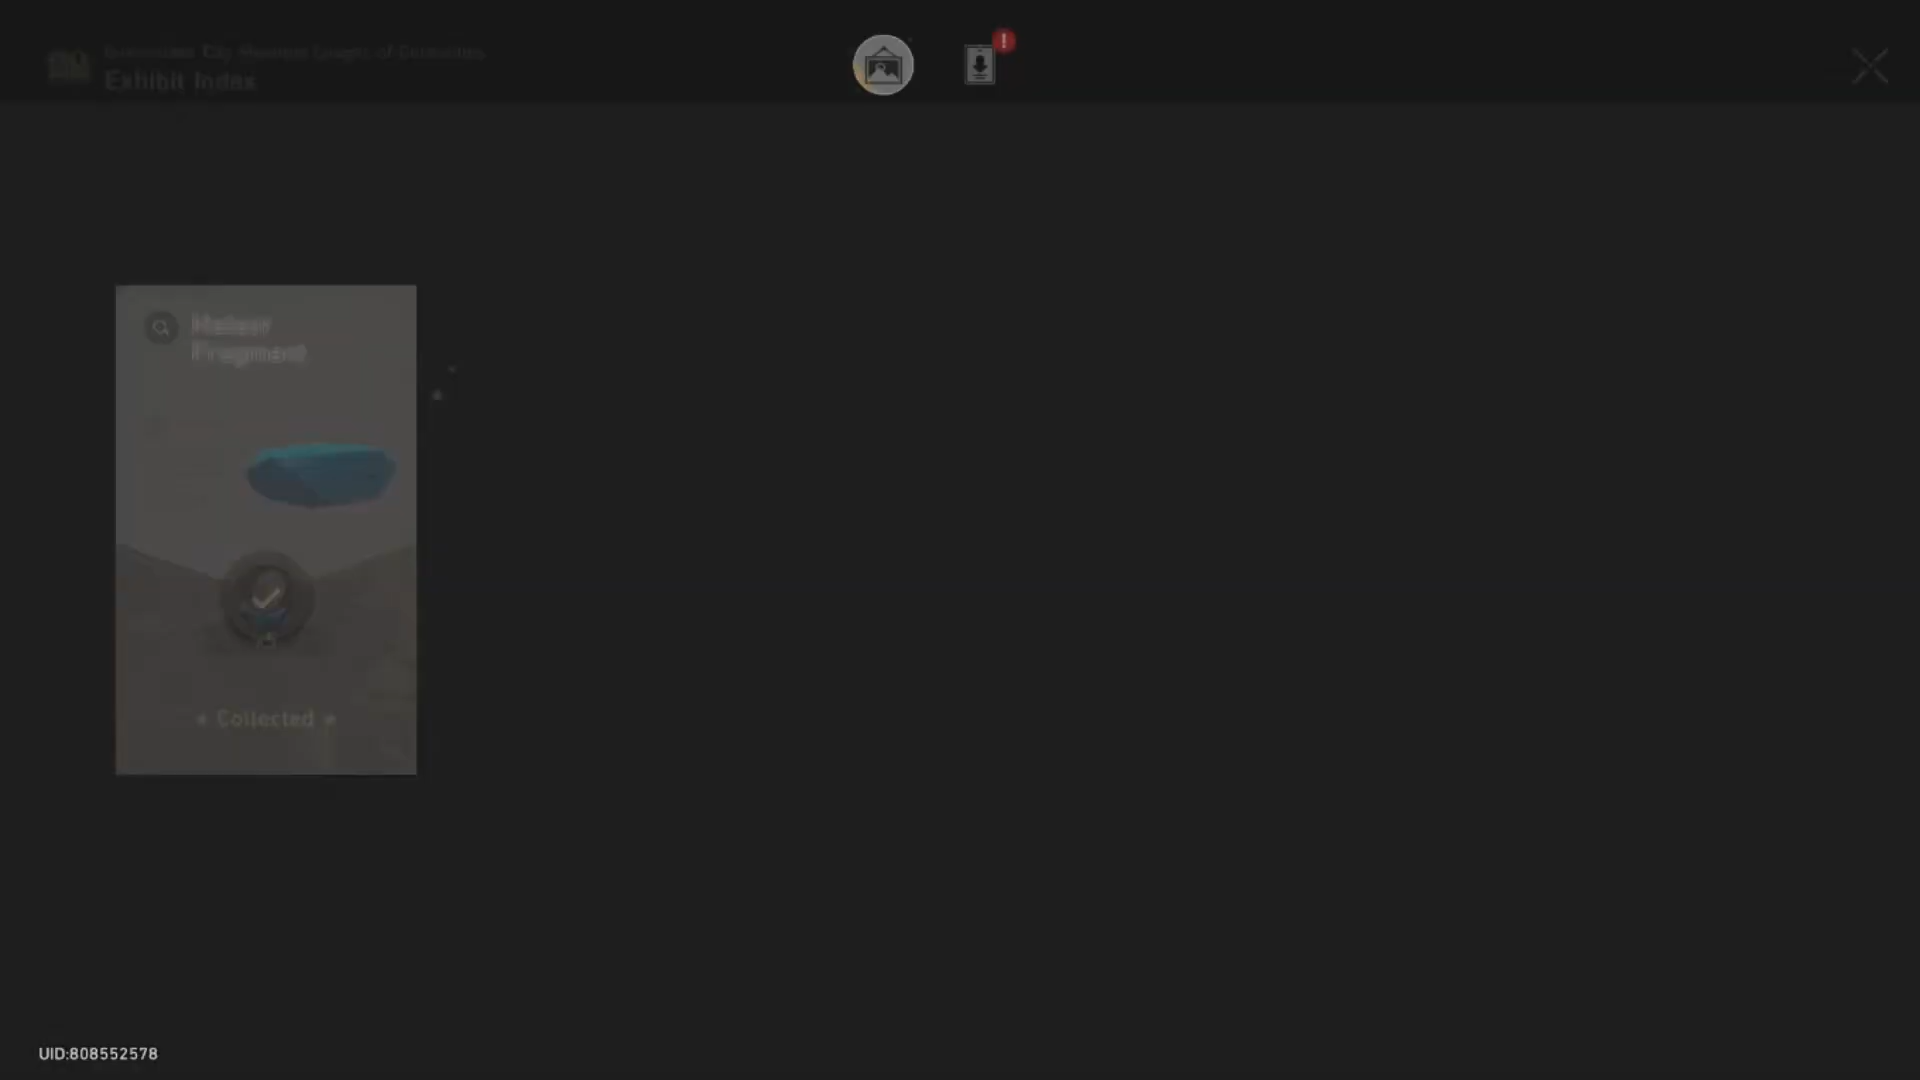 Exhibit Index
Meteor
Fragment
Collected
UID:808552578